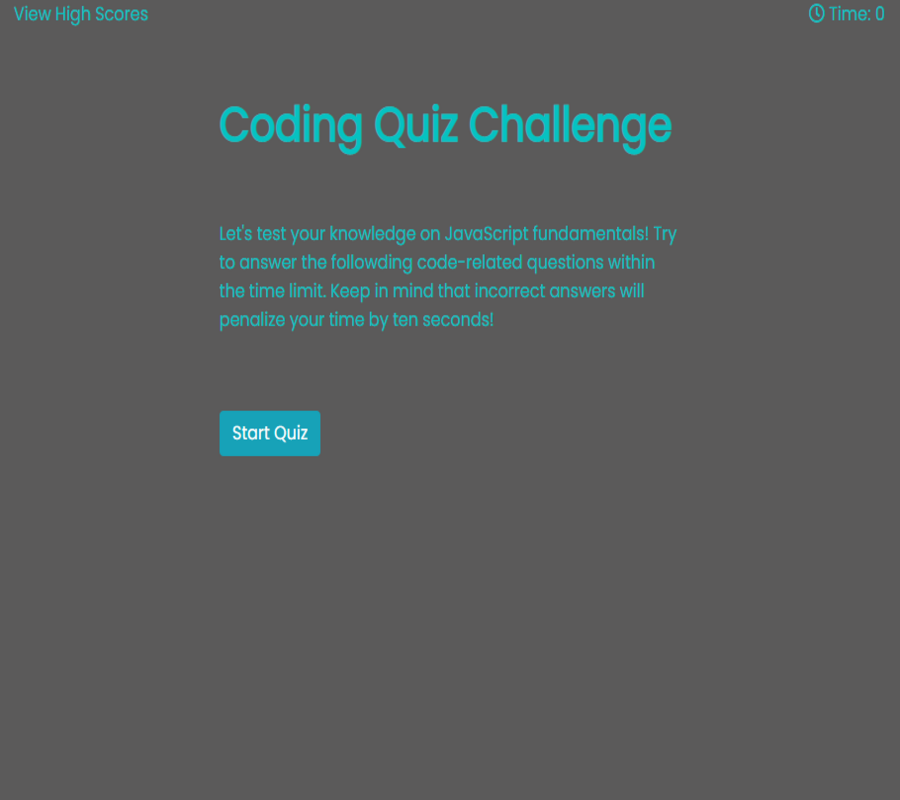 View High Scores
Time: 0
Coding Quiz Challenge
Let's test your knowledge on JavaScript fundamentals! Try
to answer the followding code-related questions within
the time limit. Keep in mind that incorrect answers will
penalize your time by ten seconds!
Start Quiz